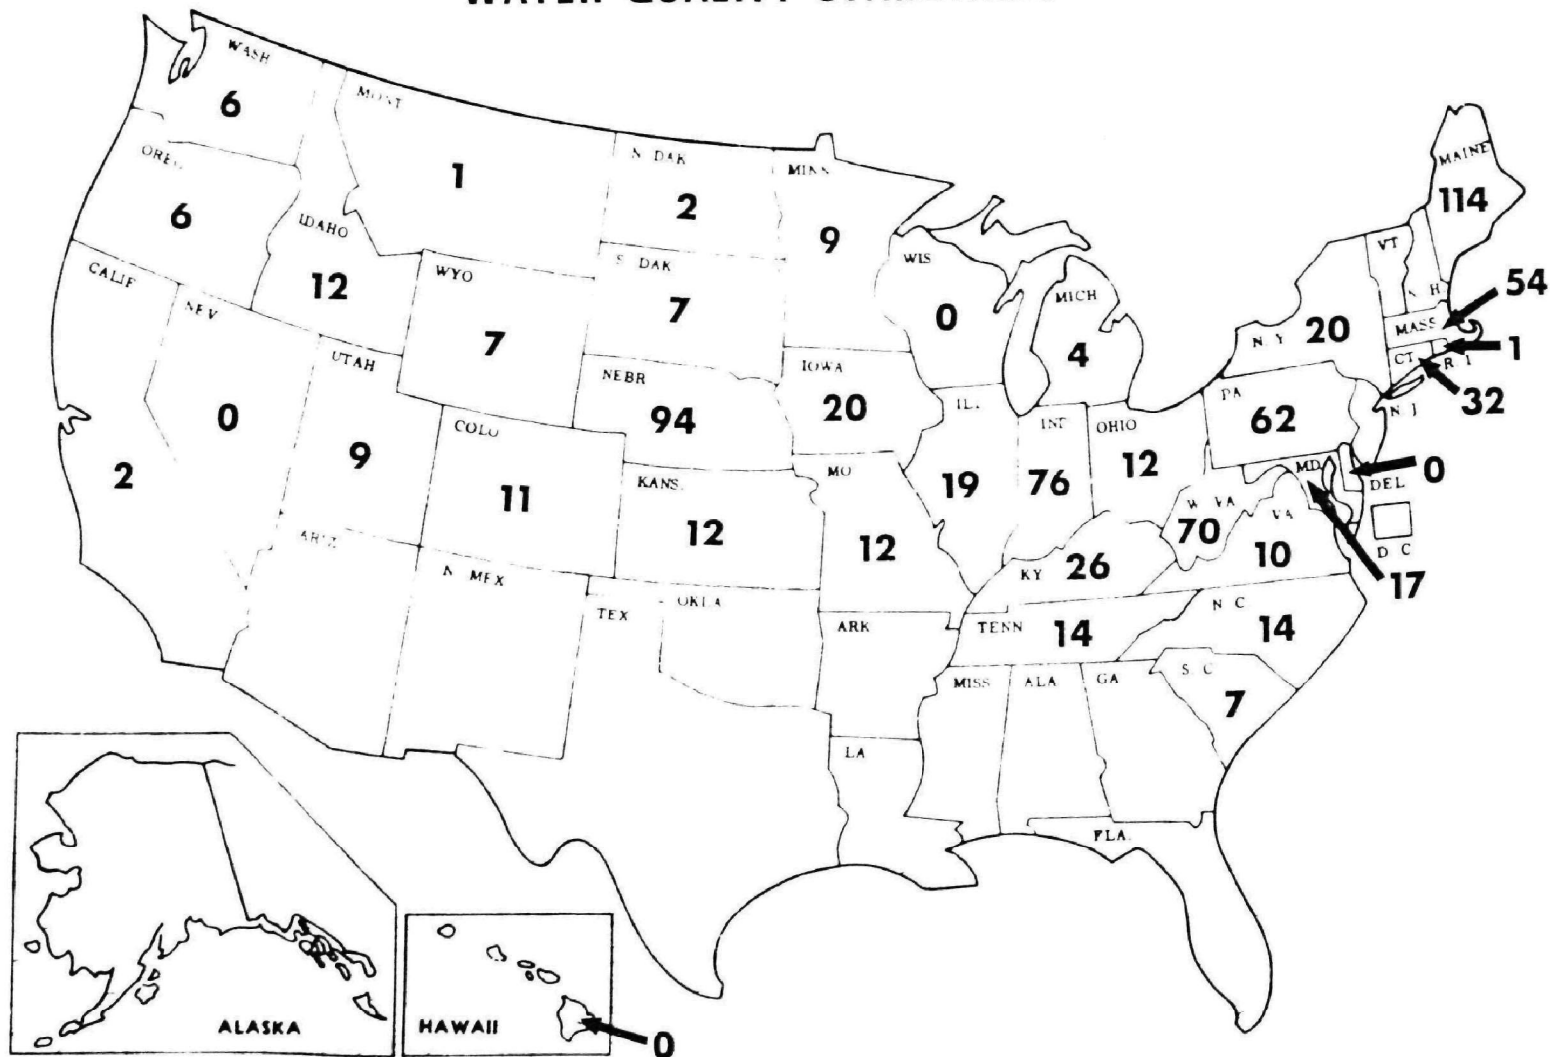 WATER QUALITY
WASH
6
MONT
1
OREG.
6
IDAHO
12
N DAK
2
MINN
9
S DAK
7
WYO
7
WIS
0
MICH
4
MAINE
114
VT
N H
MASS
54
N Y
20
R I
1
CT
32
CALIF
2
NEV
0
UTAH
9
NEBR
94
IOWA
20
COLO
11
KANS.
12
MO
12
IL.
19
IND
76
OHIO
12
PA
62
N J
MD.
17
DEL
0
D C
W VA
70
VA
10
KY
26
ARIZ
N MEX
TEX
OKLA
ARK
TENN
14
N C
14
S C
7
MISS
ALA
GA
LA
FLA.
ALASKA
HAWAII
0